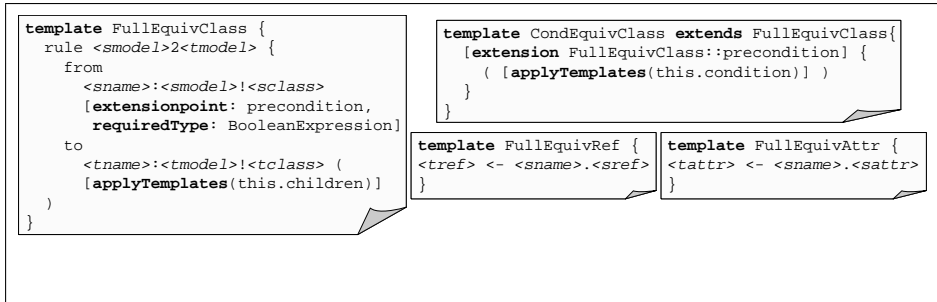 template FullEquivClass {
rule <smodel>2<tmodel> {
from
<sname>:<smodel>!<sclass>
[extensionpoint: precondition,
requiredType: BooleanExpression]
to
<tname>:<tmodel>!<tclass> (
[applyTemplates(this.children)]
)
}
template CondEquivClass extends FullEquivClass{
[extension FullEquivClass::precondition] {
( [applyTemplates(this.condition)] )
}
}
template FullEquivRef {
<tref> <- <sname>.<sref>
}
template FullEquivAttr {
<tattr> <- <sname>.<sattr>
}